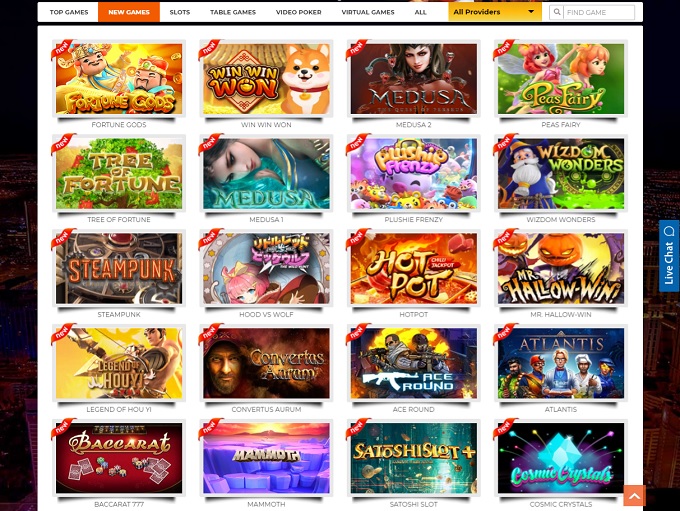 TOP GAMES NEW GAMES SLOTS TABLE GAMES VIDEO POKER VIRTUAL GAMES ALL All Providers FIND GAME
new new new new
FORTUNE GODS WIN WIN WON MEDUSA PEAS FAIRY
FORTUNE GODS WIN WIN WON MEDUSA 2 PEAS FAIRY
new new new new
TREE OF FORTUNE MEDUSA PLUSHIE FRENZY WIZDOM WONDERS
TREE OF FORTUNE MEDUSA 1 PLUSHIE FRENZY WIZDOM WONDERS
Live Chat
new new new new
STEAMPUNK HOT POT DAILY JACKPOT MR. HALLOW-WIN!
STEAMPUNK HOOD VS WOLF HOTPOT MR. HALLOW-WIN
new new new new
LEGEND OF HOU YI Convertus Aurum ACE ROUND ATLANTIS
LEGEND OF HOU YI CONVERTUS AURUM ACE ROUND ATLANTIS
new new new new
Baccarat MAMMOTH SATOSHI SLOT+ Cosmic Crystals
BACCARAT 777 MAMMOTH SATOSHI SLOT COSMIC CRYSTALS